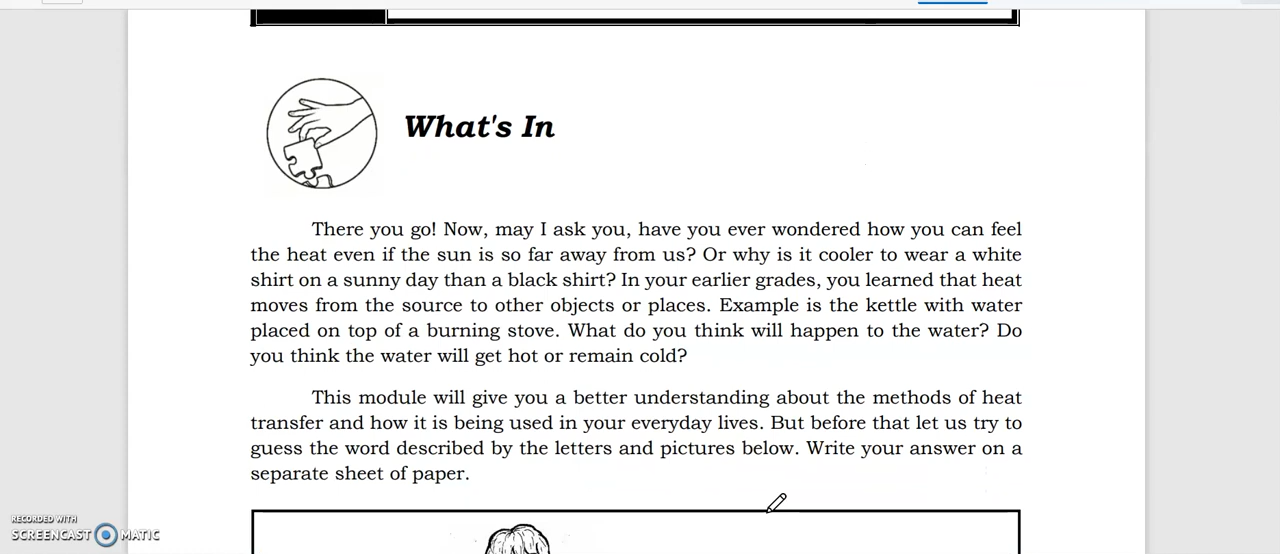 What's In
There you go! Now, may I ask you, have you ever wondered how you can feel
the heat even if the sun is so far away from us? Or why is it cooler to wear a white
shirt on a sunny day than a black shirt? In your earlier grades, you learned that heat
moves from the source to other objects or places. Example is the kettle with water
placed on top of a burning stove. What do you think will happen to the water? Do
you think the water will get hot or remain cold?
This module will give you a better understanding about the methods of heat
transfer and how it is being used in your everyday lives. But before that let us try to
guess the word described by the letters and pictures below. Write your answer on a
separate sheet of paper.
RECORDED WITH
SCREENCAST MATIC